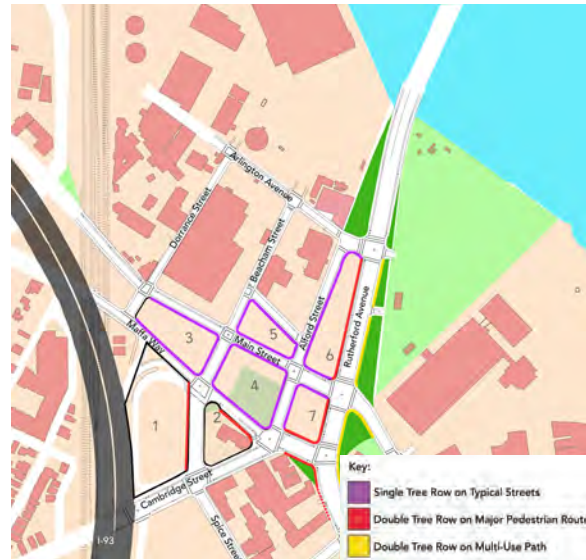 Arlington Avenue
Dorrance Street
Beacham Street
Alford Street
Rutherford Avenue
Maffa Way
Main Street
3
5
6
4
1
2
7
Cambridge Street
I-93
Spice Street
Key:
Single Tree Row on Typical Streets
Double Tree Row on Major Pedestrian Route
Double Tree Row on Multi-Use Path